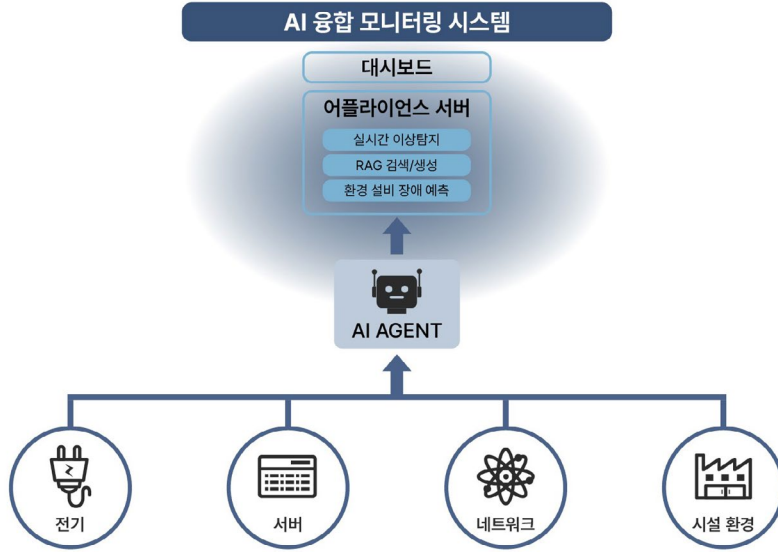 AI 융합 모니터링 시스템
대시보드
어플라이언스 서버
실시간 이상탐지
RAG 검색/생성
환경 설비 장애 예측
AI AGENT
전기
서버
네트워크
시설 환경